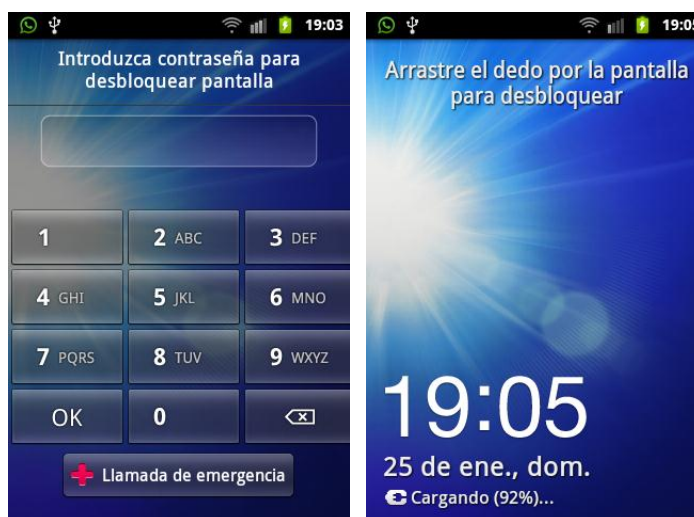 19:03
Introduzca contraseña para
desbloquear pantalla
1
2 ABC
3 DEF
4 GHI
5 JKL
6 MNO
7 PQRS
8 TUV
9 WXYZ
OK
0
Llamada de emergencia
19:05
Arrastre el dedo por la pantalla
para desbloquear
19:05
25 de ene., dom.
Cargando (92%)...